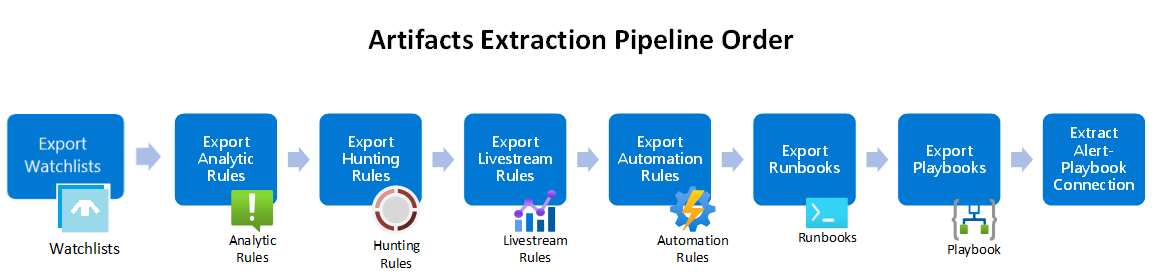 Artifacts Extraction Pipeline Order
Export
Watchlists
Export
Analytic
Rules
Export
Hunting
Rules
Export
Livestream
Rules
Export
Automation
Rules
Export
Runbooks
Export
Playbooks
Extract
Alert-
Playbook
Connection
Watchlists
Analytic
Rules
Hunting
Rules
Livestream
Rules
Automation
Rules
Runbooks
Playbook